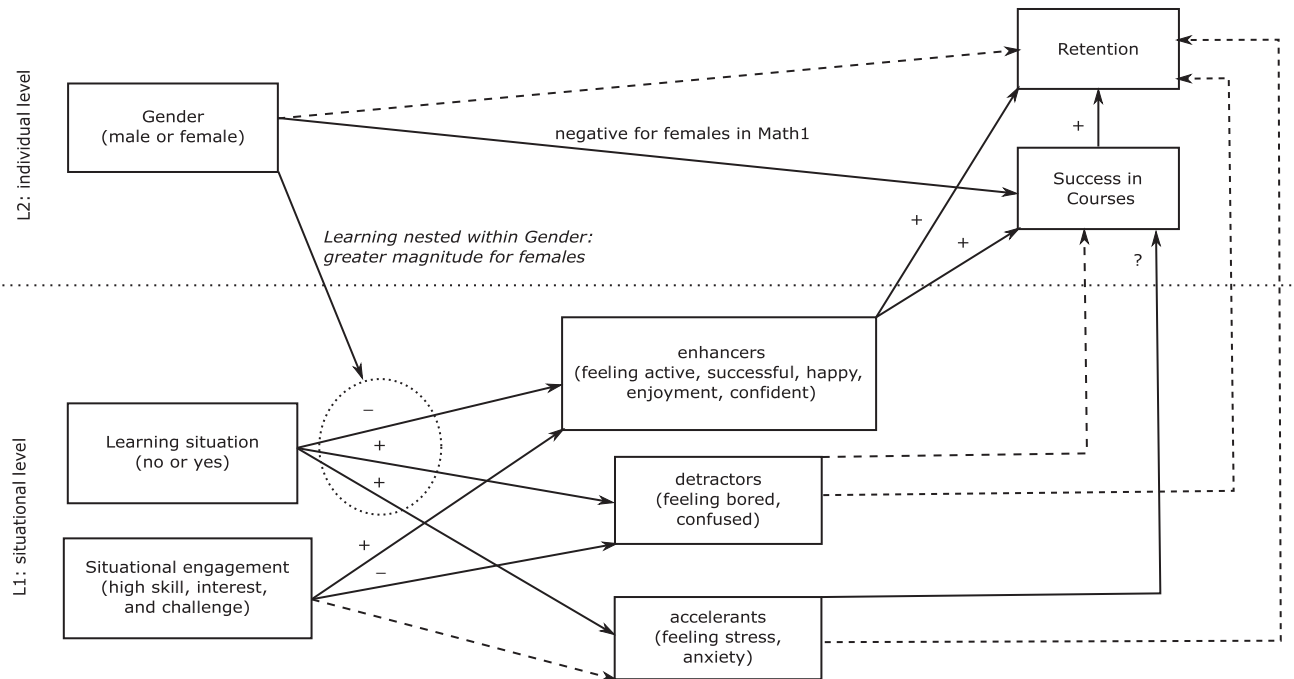 Retention
L2: individual level
Gender
(male or female)
negative for females in Math1
+
Success in
Courses
Learning nested within Gender:
greater magnitude for females
+
+
?
enhancers
(feeling active, successful, happy,
enjoyment, confident)
L1: situational level
Learning situation
(no or yes)
–
+
+
detractors
(feeling bored,
confused)
Situational engagement
(high skill, interest,
and challenge)
+
–
accelerants
(feeling stress,
anxiety)